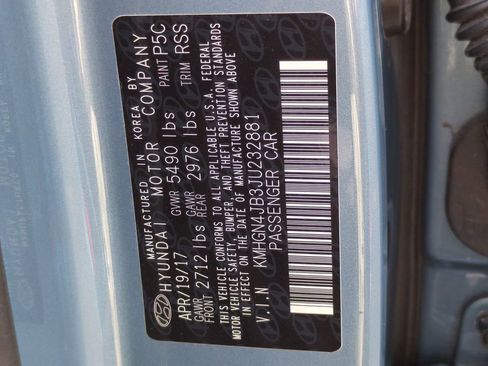 MANUFACTURED IN KOREA BY
HYUNDAI MOTOR COMPANY
APR/19/17 GVWR 5490 lbs PAINT P5C
GAWR FRONT 2712 lbs GAWR REAR 2976 lbs TRIM RSS
THIS VEHICLE CONFORMS TO ALL APPLICABLE U.S.A. FEDERAL
MOTOR VEHICLE SAFETY, BUMPER, AND THEFT PREVENTION STANDARDS
IN EFFECT ON THE DATE OF MANUFACTURE SHOWN ABOVE
V.I.N KMHGN4JB3JU232881
PASSENGER CAR